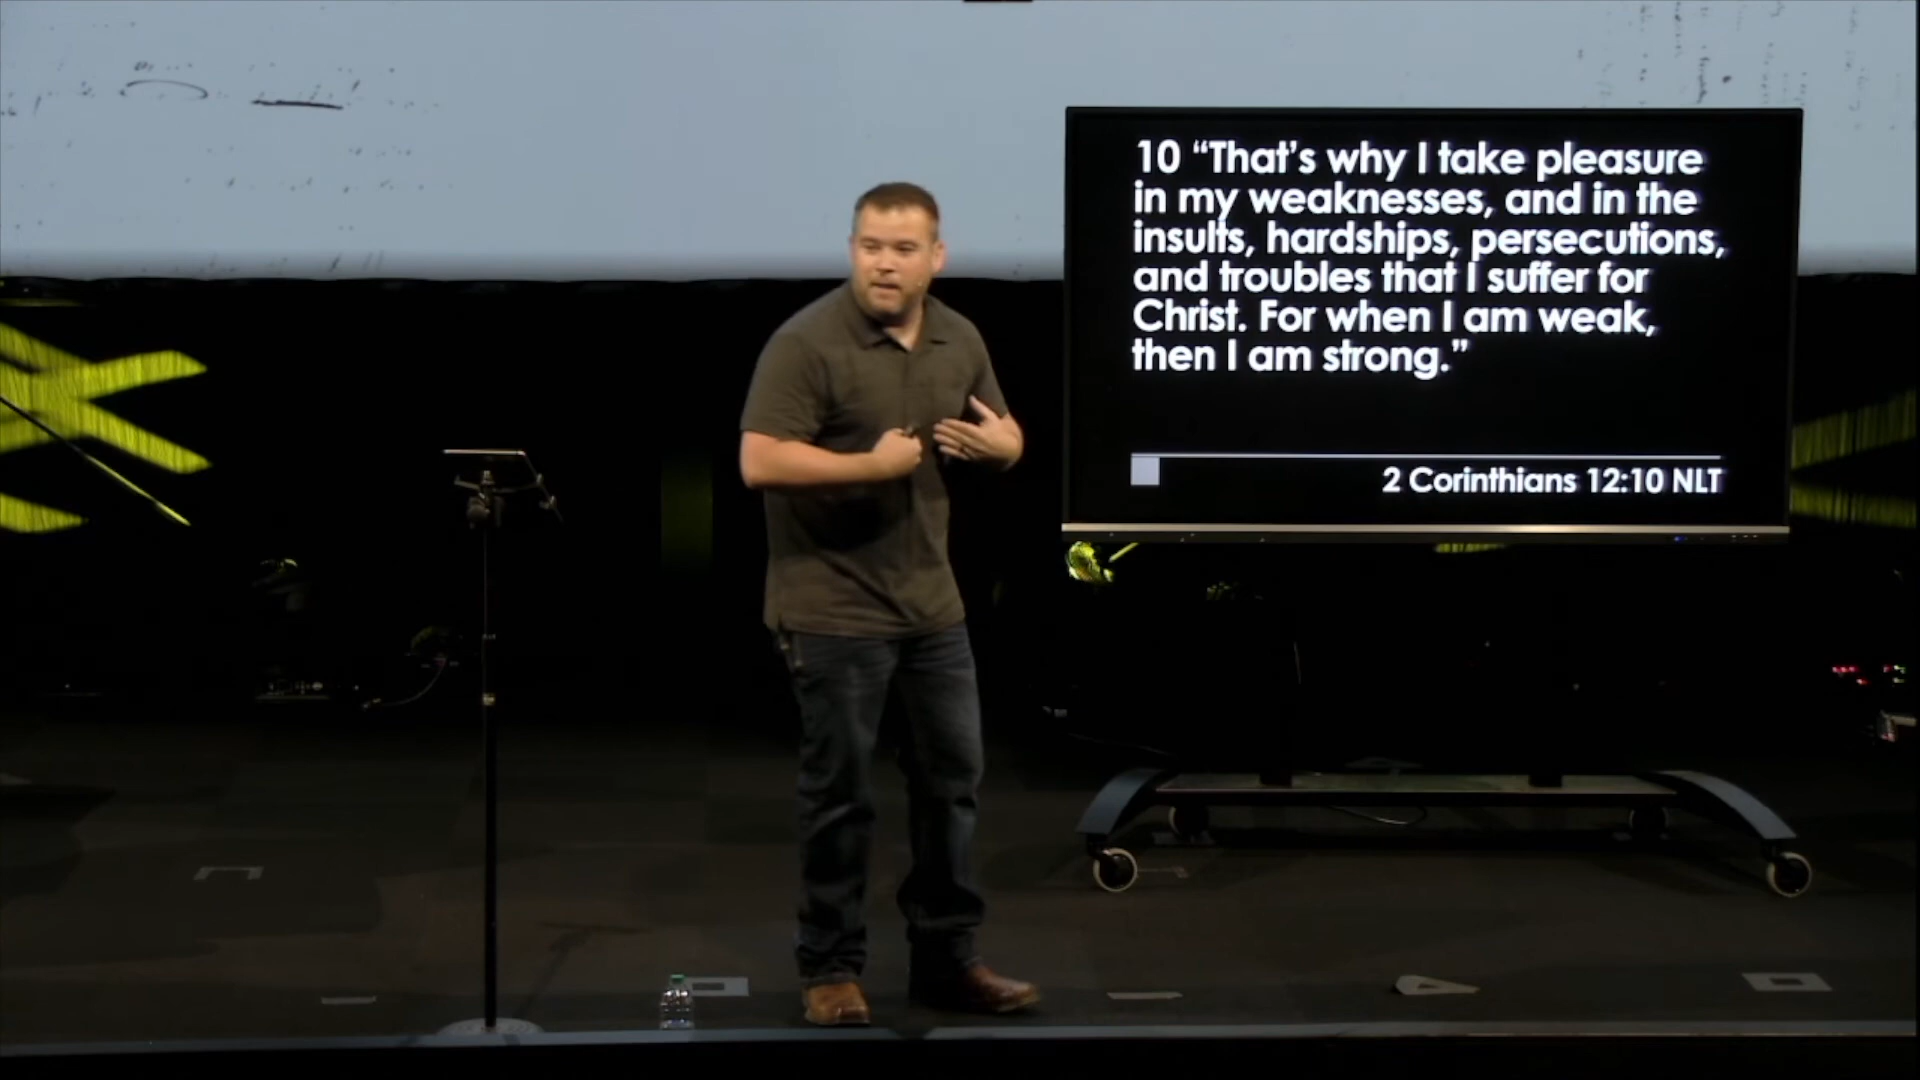 10 “That’s why I take pleasure
in my weaknesses, and in the
insults, hardships, persecutions,
and troubles that I suffer for
Christ. For when I am weak,
then I am strong.”
2 Corinthians 12:10 NLT